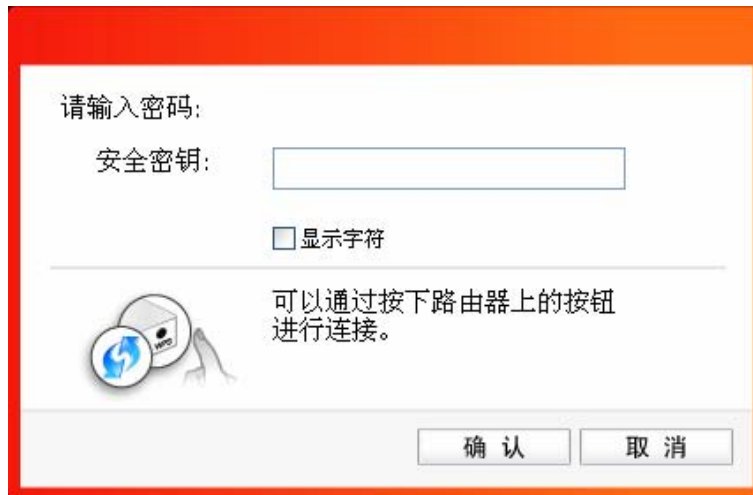 请输入密码:
安全密钥:
显示字符
可以通过按下路由器上的按钮
进行连接。
WPS
确 认
取 消